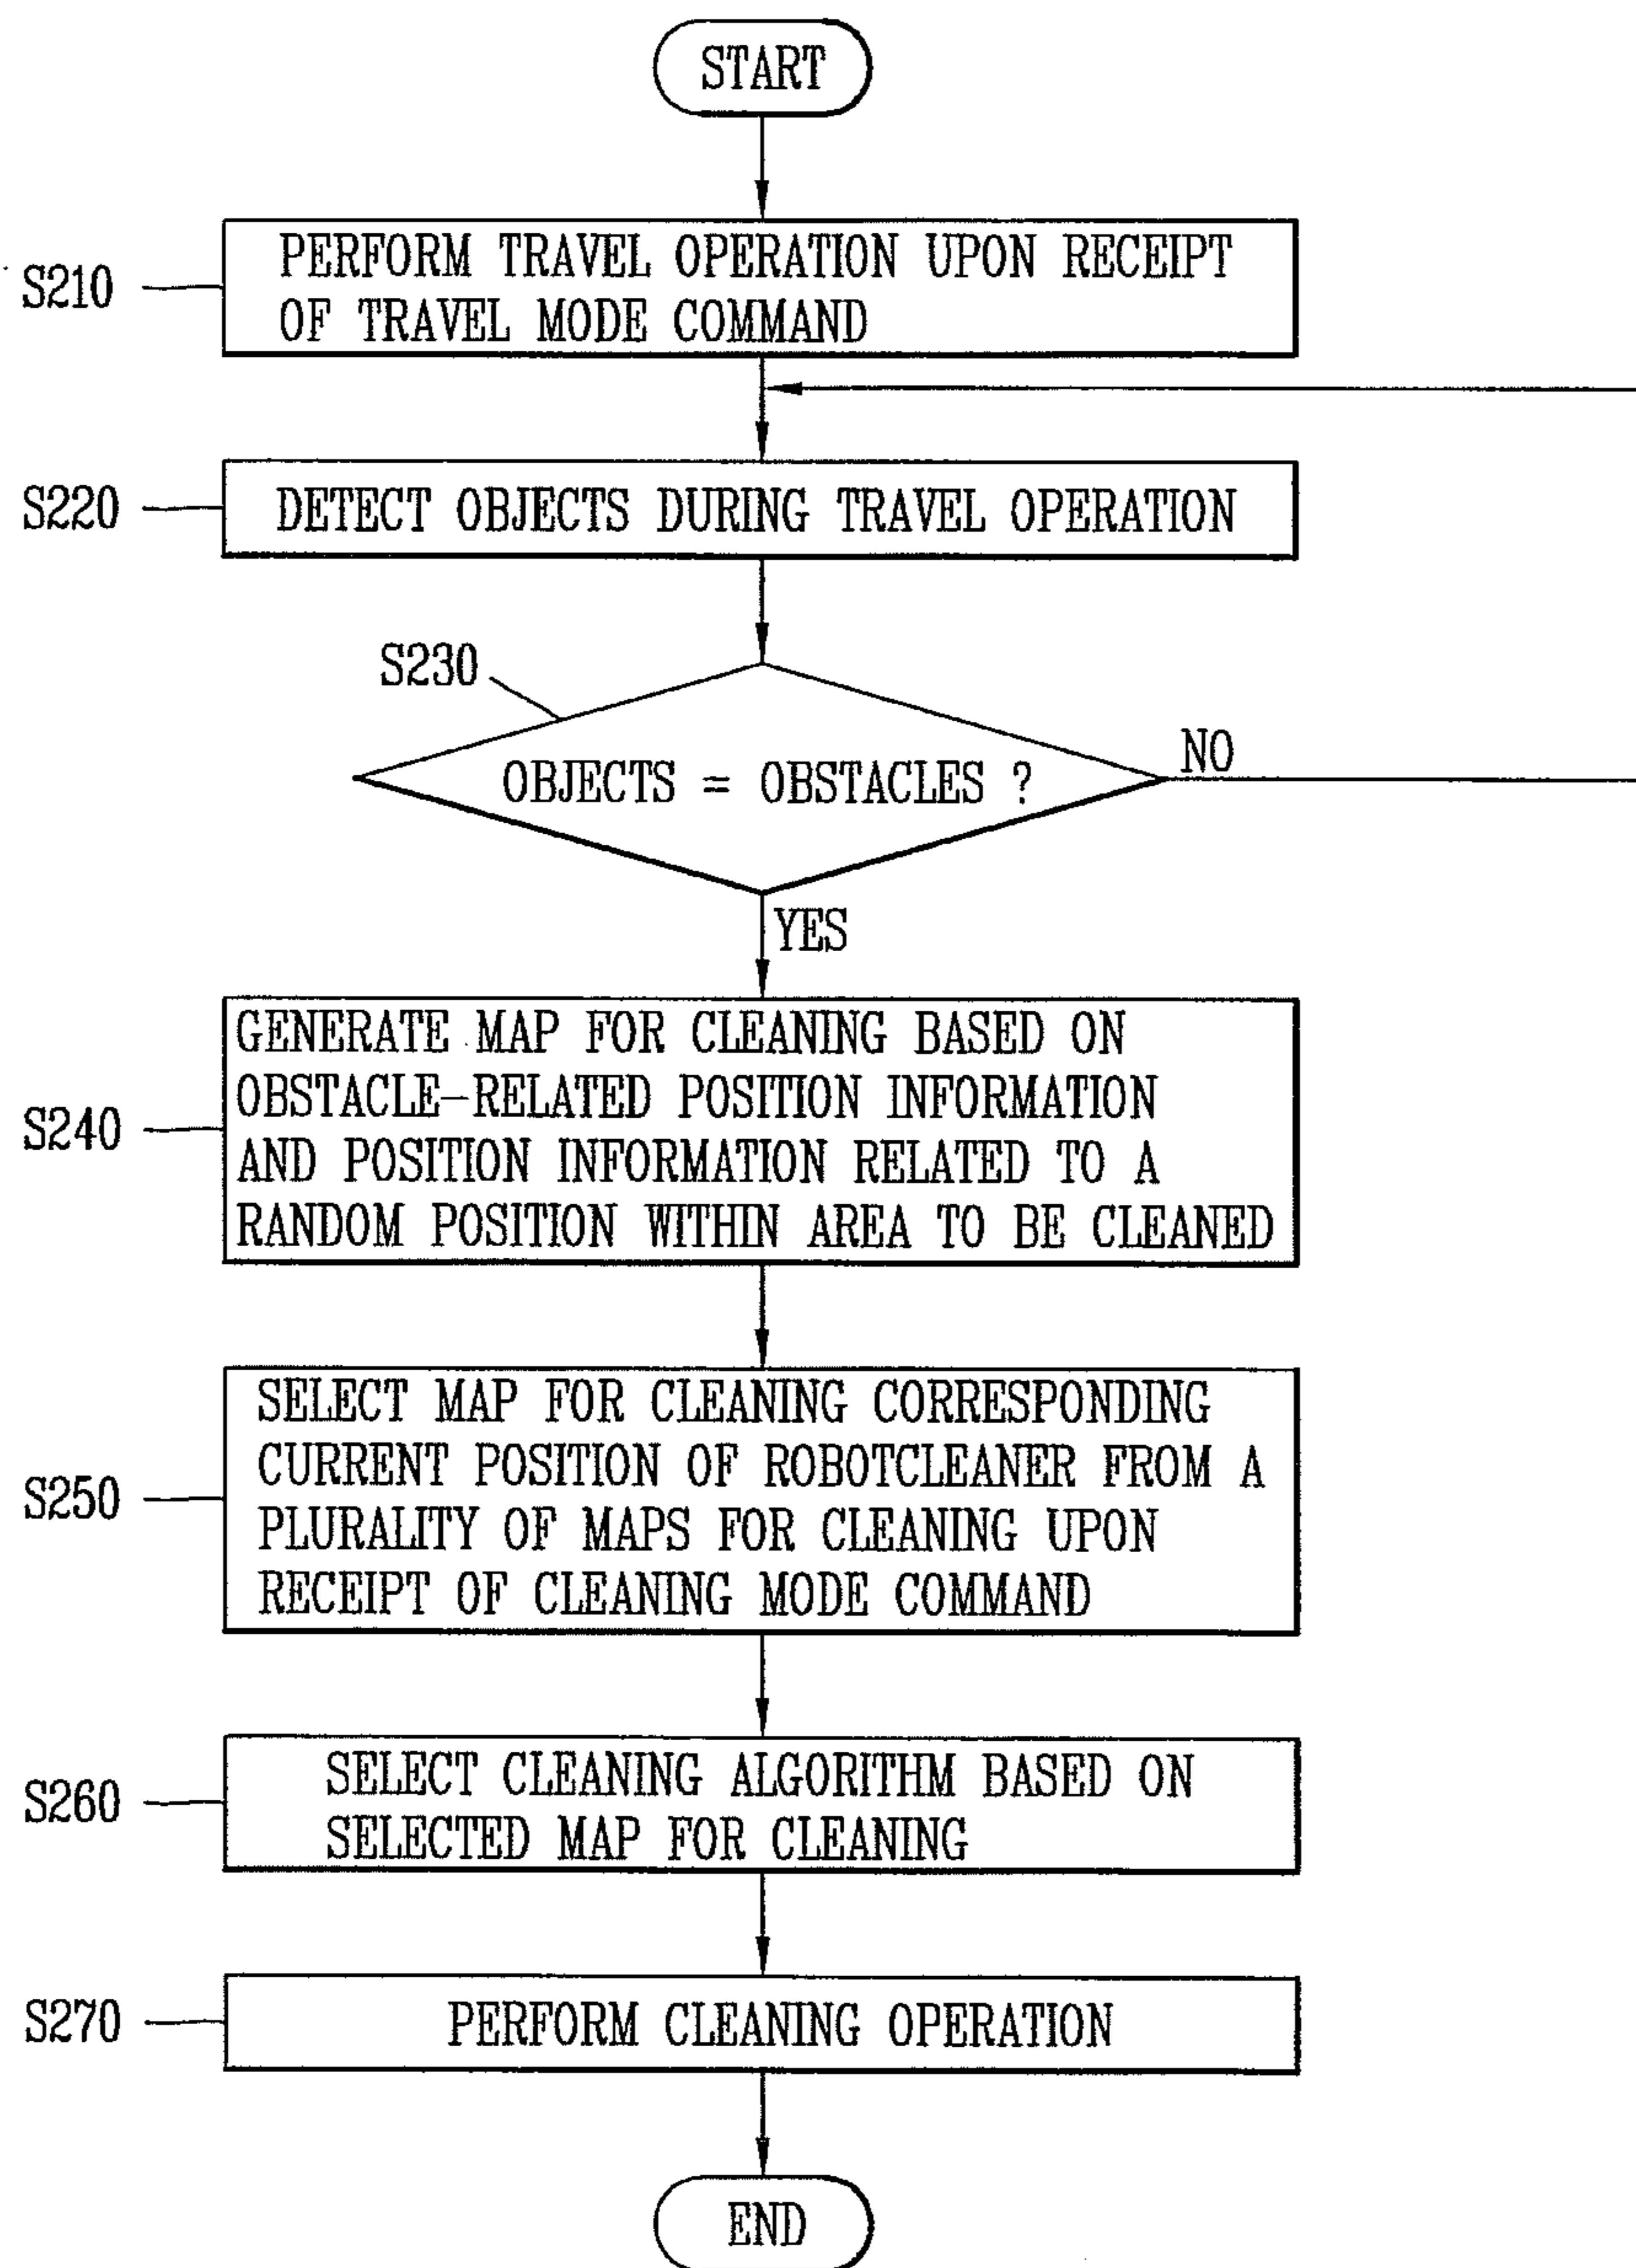 START
S210
PERFORM TRAVEL OPERATION UPON RECEIPT
OF TRAVEL MODE COMMAND
S220
DETECT OBJECTS DURING TRAVEL OPERATION
S230
OBJECTS = OBSTACLES ?
NO
YES
S240
GENERATE MAP FOR CLEANING BASED ON
OBSTACLE-RELATED POSITION INFORMATION
AND POSITION INFORMATION RELATED TO A
RANDOM POSITION WITHIN AREA TO BE CLEANED
S250
SELECT MAP FOR CLEANING CORRESPONDING
CURRENT POSITION OF ROBOTCLEANER FROM A
PLURALITY OF MAPS FOR CLEANING UPON
RECEIPT OF CLEANING MODE COMMAND
S260
SELECT CLEANING ALGORITHM BASED ON
SELECTED MAP FOR CLEANING
S270
PERFORM CLEANING OPERATION
END